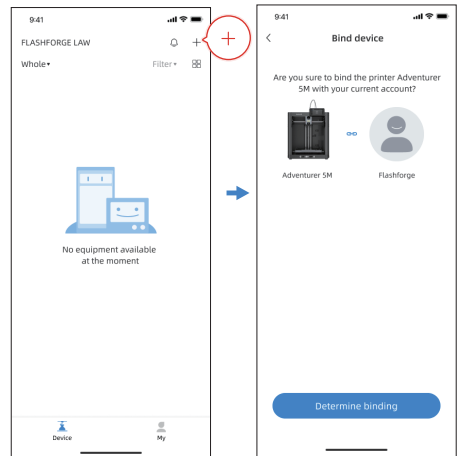 9:41
FLASHFORGE LAW
Whole
Filter
No equipment available
at the moment
Device
My
9:41
Bind device
Are you sure to bind the printer Adventurer
5M with your current account?
Adventurer 5M
Flashforge
Determine binding